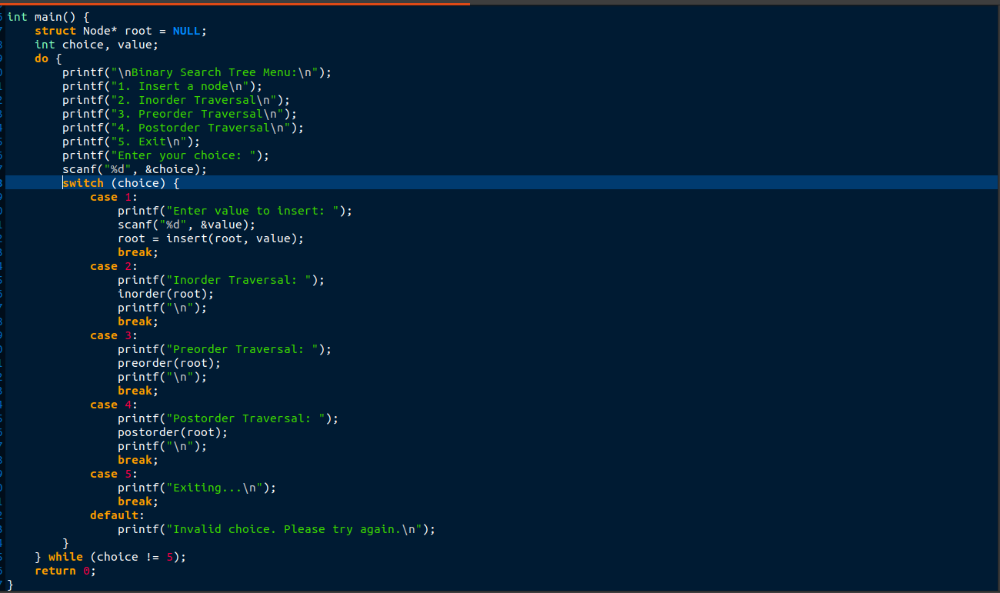 int main() {
    struct Node* root = NULL;
    int choice, value;
    do {
        printf("\nBinary Search Tree Menu:\n");
        printf("1. Insert a node\n");
        printf("2. Inorder Traversal\n");
        printf("3. Preorder Traversal\n");
        printf("4. Postorder Traversal\n");
        printf("5. Exit\n");
        printf("Enter your choice: ");
        scanf("%d", &choice);
        switch (choice) {
            case 1:
                printf("Enter value to insert: ");
                scanf("%d", &value);
                root = insert(root, value);
                break;
            case 2:
                printf("Inorder Traversal: ");
                inorder(root);
                printf("\n");
                break;
            case 3:
                printf("Preorder Traversal: ");
                preorder(root);
                printf("\n");
                break;
            case 4:
                printf("Postorder Traversal: ");
                postorder(root);
                printf("\n");
                break;
            case 5:
                printf("Exiting...\n");
                break;
            default:
                printf("Invalid choice. Please try again.\n");
        }
    } while (choice != 5);
    return 0;
}